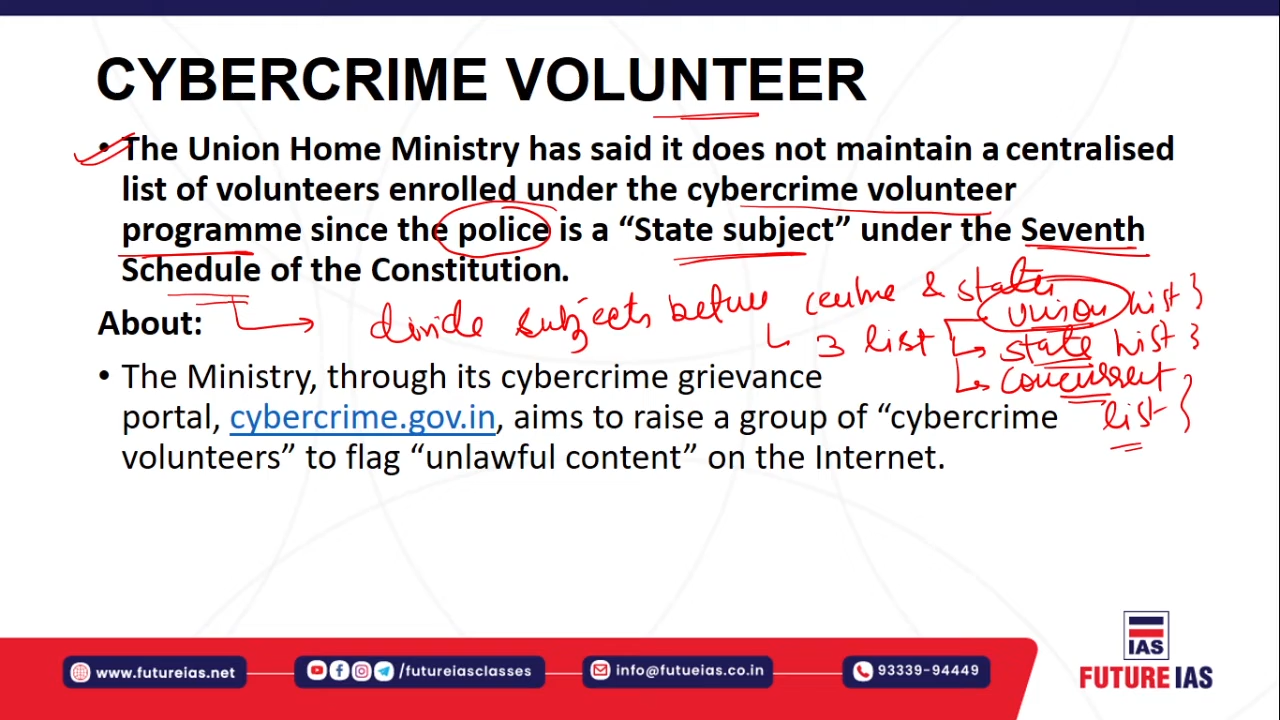 CYBERCRIME VOLUNTEER
• The Union Home Ministry has said it does not maintain a centralised
list of volunteers enrolled under the cybercrime volunteer
programme since the police is a “State subject” under the Seventh
Schedule of the Constitution.
divide subjects before centre & state
3 list
Union list
state list
concurrent
list
About:
• The Ministry, through its cybercrime grievance
portal, cybercrime.gov.in, aims to raise a group of “cybercrime
volunteers” to flag “unlawful content” on the Internet.
www.futureias.net
/futureiasclasses
info@futueias.co.in
93339-94449
IAS
FUTURE IAS